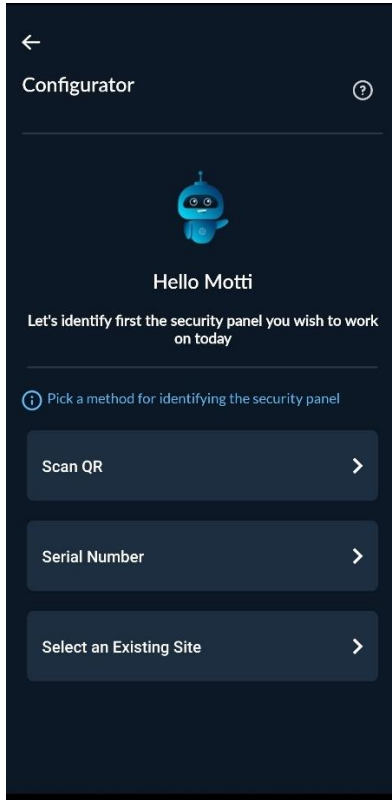 Configurator
Hello Motti
Let's identify first the security panel you wish to work
on today
Pick a method for identifying the security panel
Scan QR
Serial Number
Select an Existing Site